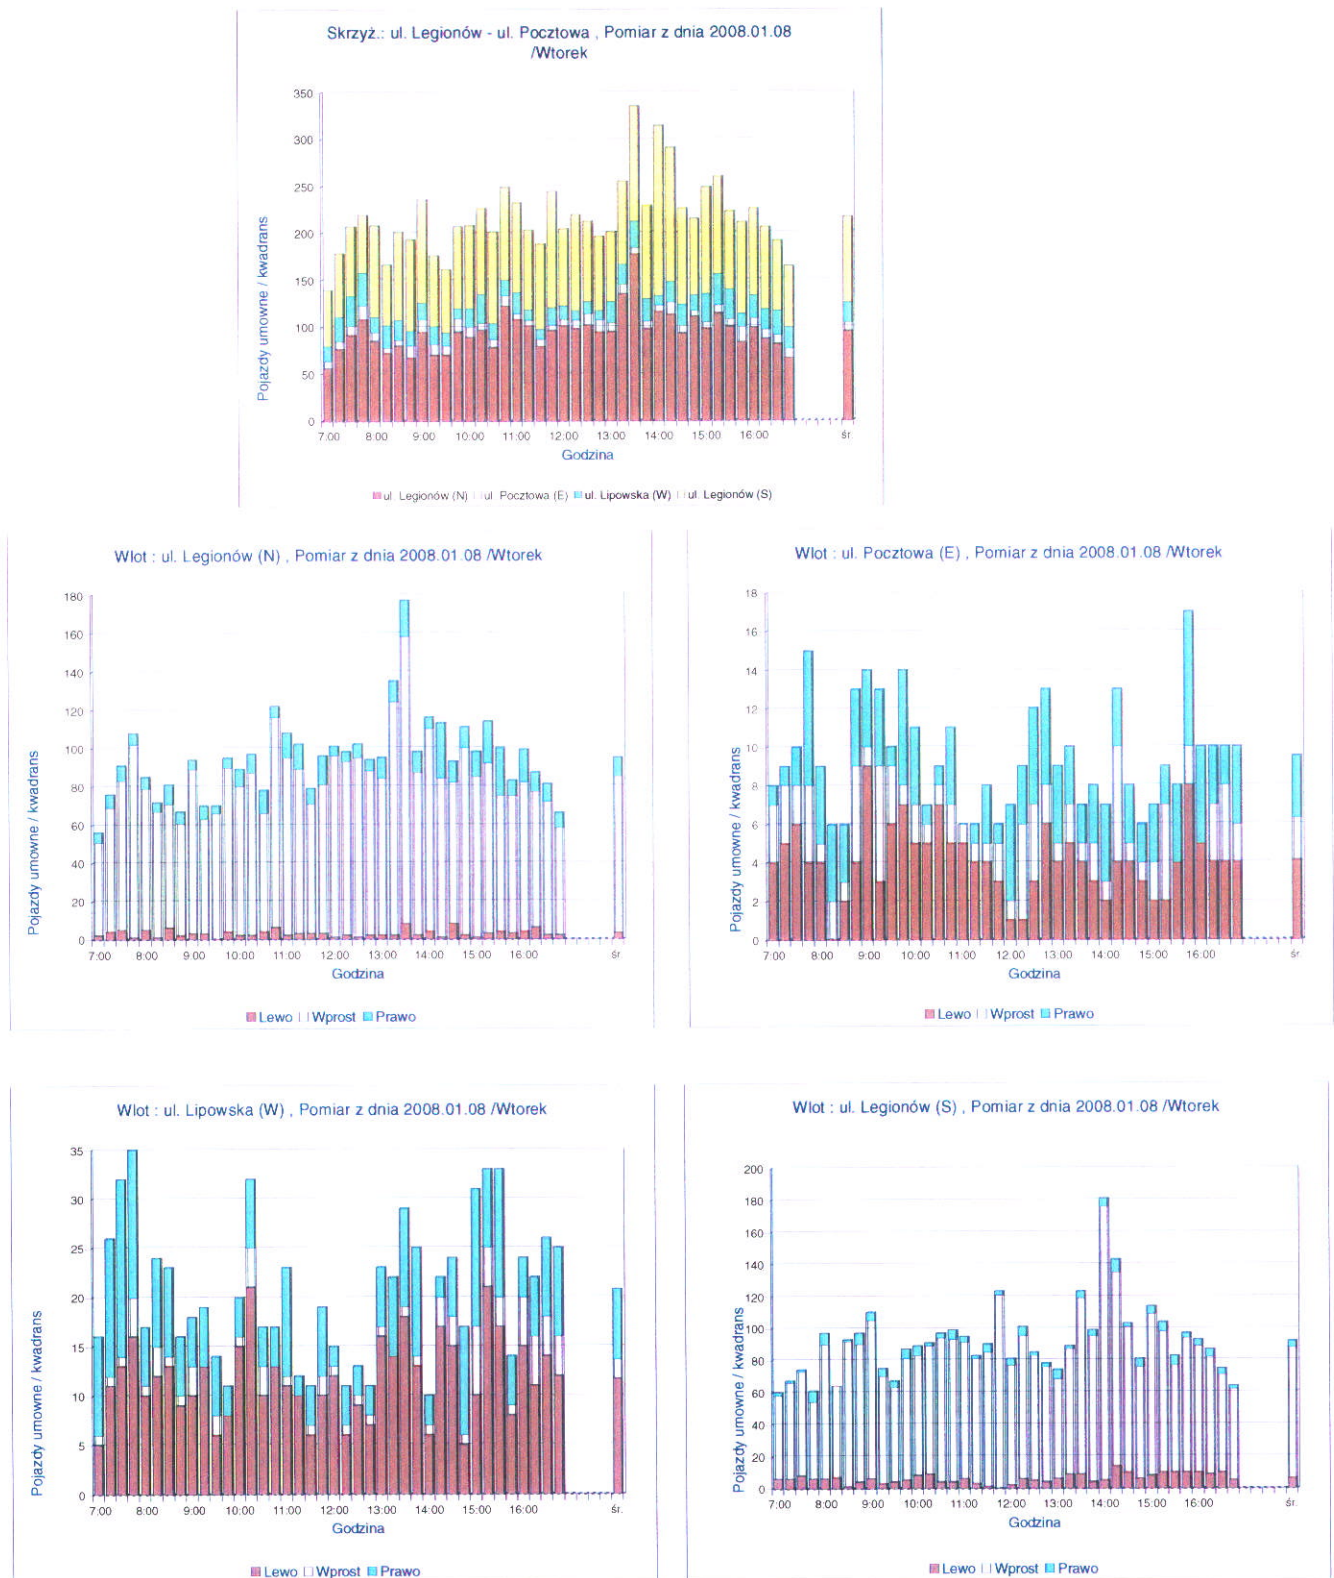 Skrzyż.: ul. Legionów - ul. Pocztowa , Pomiar z dnia 2008.01.08
/Wtorek
Pojazdy umowne / kwadrans
350
300
250
200
150
100
50
0
7:00 8:00 9:00 10:00 11:00 12:00 13:00 14:00 15:00 16:00 śr.
Godzina
ul. Legionów (N) ul. Pocztowa (E) ul. Lipowska (W) ul. Legionów (S)
Wlot : ul. Legionów (N) , Pomiar z dnia 2008.01.08 /Wtorek
Pojazdy umowne / kwadrans
180
160
140
120
100
80
60
40
20
0
7:00 8:00 9:00 10:00 11:00 12:00 13:00 14:00 15:00 16:00 śr.
Godzina
Lewo Wprost Prawo
Wlot : ul. Pocztowa (E) , Pomiar z dnia 2008.01.08 /Wtorek
Pojazdy umowne / kwadrans
18
16
14
12
10
8
6
4
2
0
7:00 8:00 9:00 10:00 11:00 12:00 13:00 14:00 15:00 16:00 śr.
Godzina
Lewo Wprost Prawo
Wlot : ul. Lipowska (W) , Pomiar z dnia 2008.01.08 /Wtorek
Pojazdy umowne / kwadrans
35
30
25
20
15
10
5
0
7:00 8:00 9:00 10:00 11:00 12:00 13:00 14:00 15:00 16:00 śr.
Godzina
Lewo Wprost Prawo
Wlot : ul. Legionów (S) , Pomiar z dnia 2008.01.08 /Wtorek
Pojazdy umowne / kwadrans
200
180
160
140
120
100
80
60
40
20
0
7:00 8:00 9:00 10:00 11:00 12:00 13:00 14:00 15:00 16:00 śr.
Godzina
Lewo Wprost Prawo